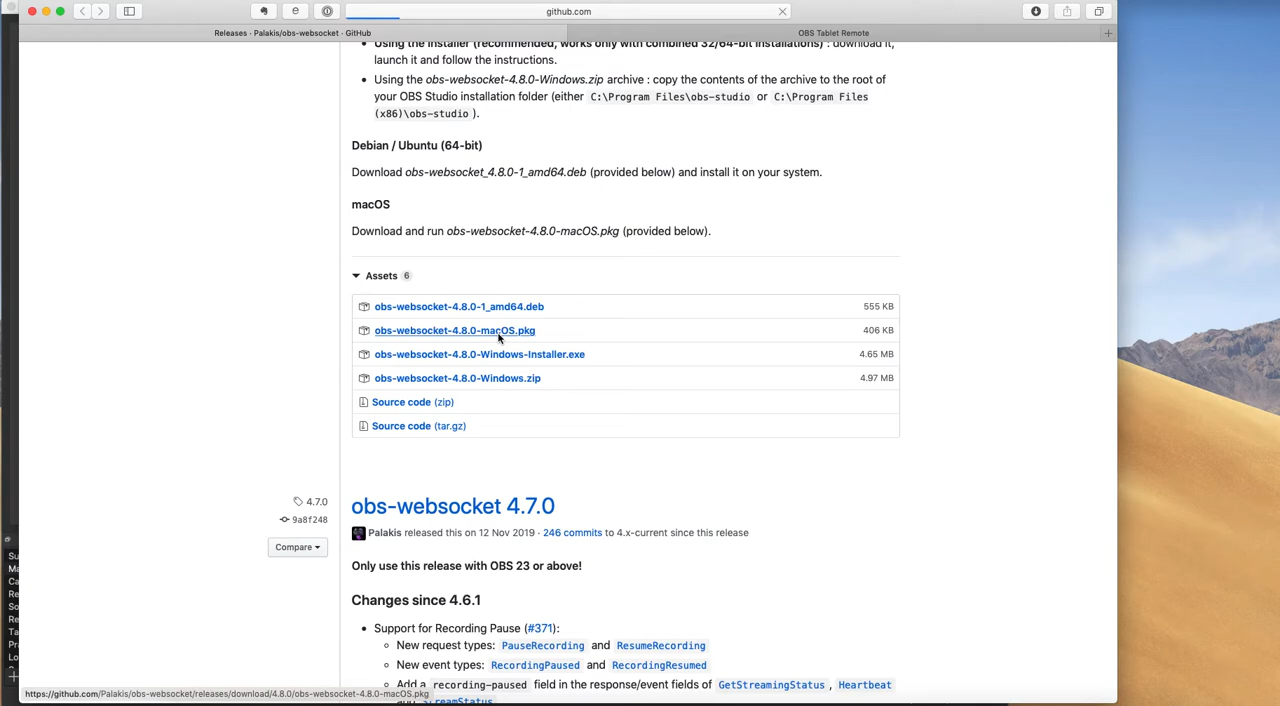 github.com
Releases · Palakis/obs-websocket · GitHub
OBS Tablet Remote
Using the installer (recommended, works only with combined 32/64-bit installations) : download it,
launch it and follow the instructions.
Using the obs-websocket-4.8.0-Windows.zip archive : copy the contents of the archive to the root of
your OBS Studio installation folder (either C:\Program Files\obs-studio or C:\Program Files
(x86)\obs-studio ).
Debian / Ubuntu (64-bit)
Download obs-websocket_4.8.0-1_amd64.deb (provided below) and install it on your system.
macOS
Download and run obs-websocket-4.8.0-macOS.pkg (provided below).
Assets 6
obs-websocket-4.8.0-1_amd64.deb 555 KB
obs-websocket-4.8.0-macOS.pkg 406 KB
obs-websocket-4.8.0-Windows-Installer.exe 4.65 MB
obs-websocket-4.8.0-Windows.zip 4.97 MB
Source code (zip)
Source code (tar.gz)
4.7.0
9a8f248
Compare
obs-websocket 4.7.0
Palakis released this on 12 Nov 2019 · 246 commits to 4.x-current since this release
Only use this release with OBS 23 or above!
Changes since 4.6.1
Support for Recording Pause (#371):
New request types: PauseRecording and ResumeRecording
New event types: RecordingPaused and RecordingResumed
Add a recording-paused field in the response/event fields of GetStreamingStatus , Heartbeat
and StreamStatus
https://github.com/Palakis/obs-websocket/releases/download/4.8.0/obs-websocket-4.8.0-macOS.pkg